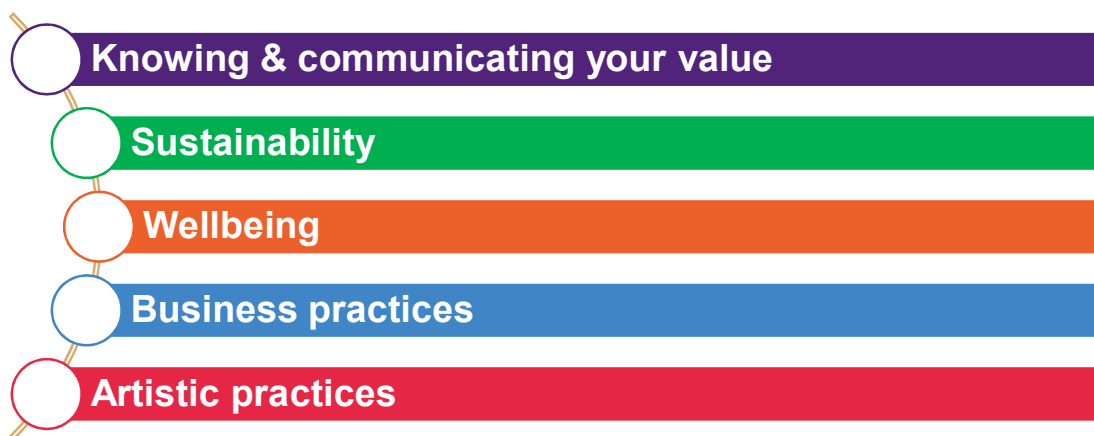 Knowing & communicating your value
Sustainability
Wellbeing
Business practices
Artistic practices